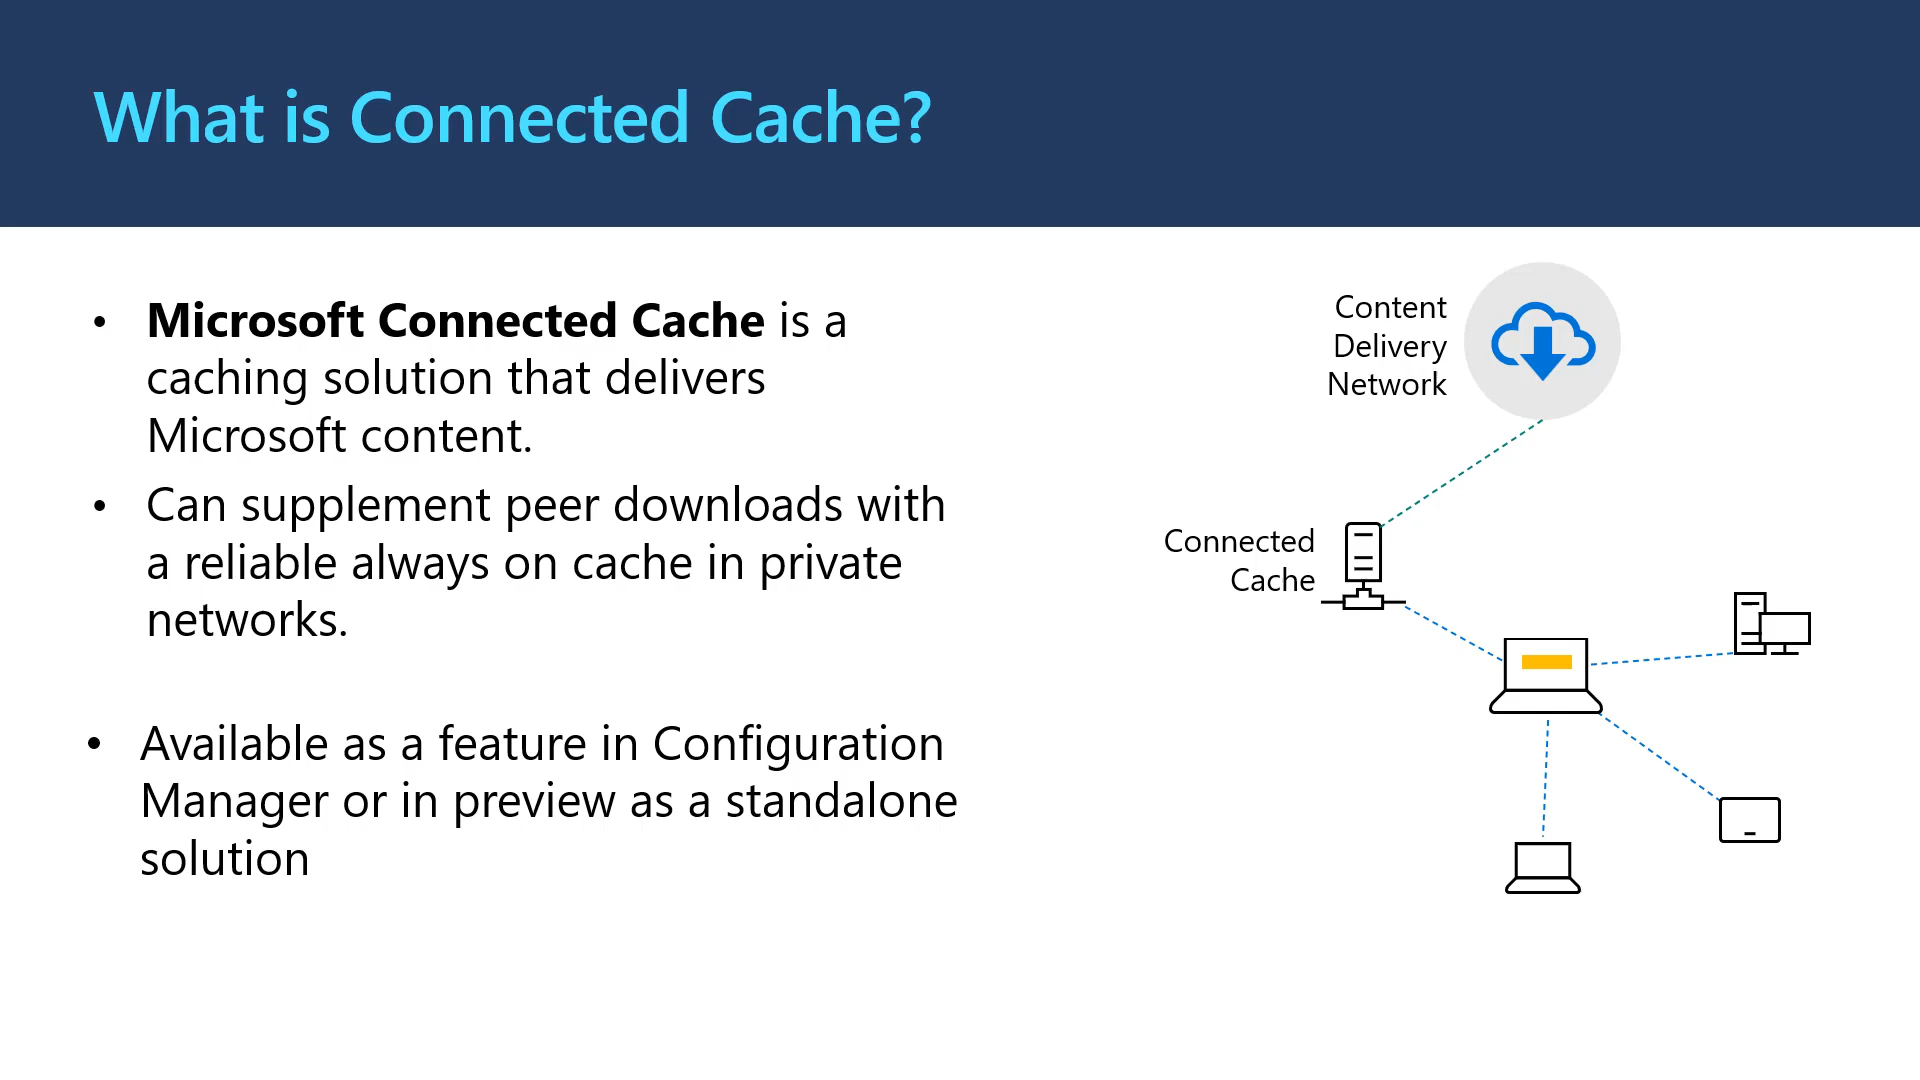 What is Connected Cache?
• Microsoft Connected Cache is a
caching solution that delivers
Microsoft content.
• Can supplement peer downloads with
a reliable always on cache in private
networks.
• Available as a feature in Configuration
Manager or in preview as a standalone
solution
Content
Delivery
Network
Connected
Cache